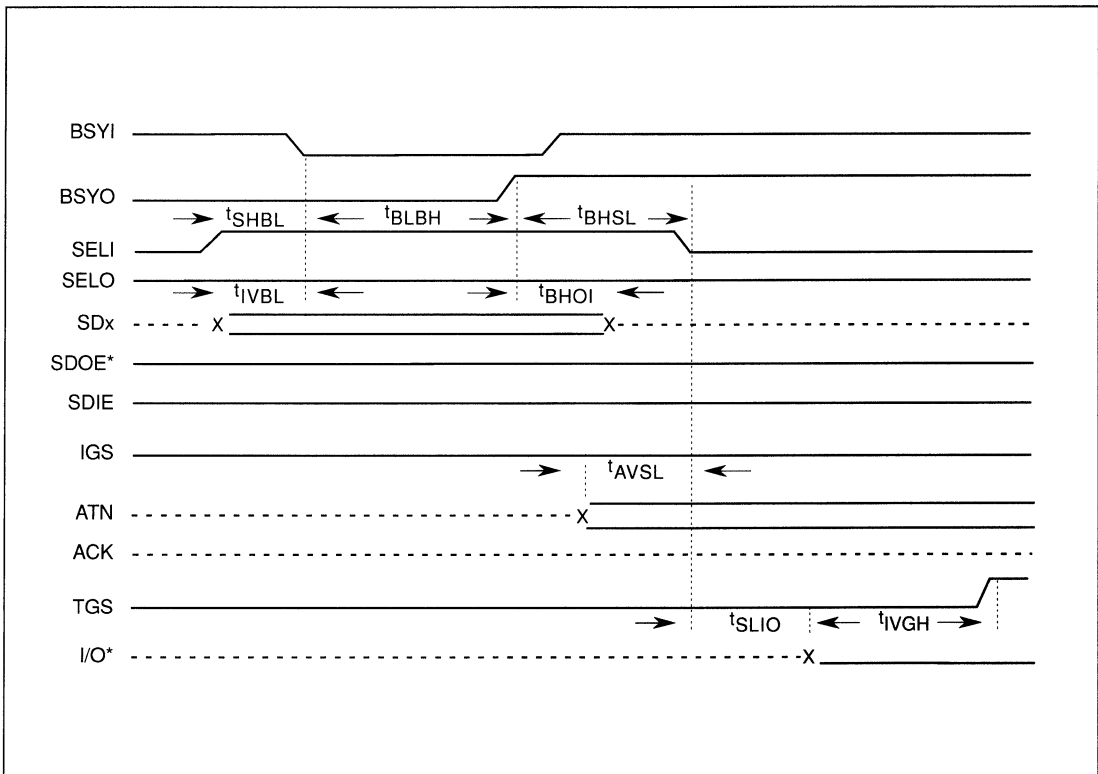 BSYI
BSYO
tSHBL tBLBH tBHSL
SELI
SELO
tIVBL tBHOI
SDx X X
SDOE*
SDIE
IGS
tAVSL
ATN X
ACK
TGS
tSLIO tIVGH
I/O* X